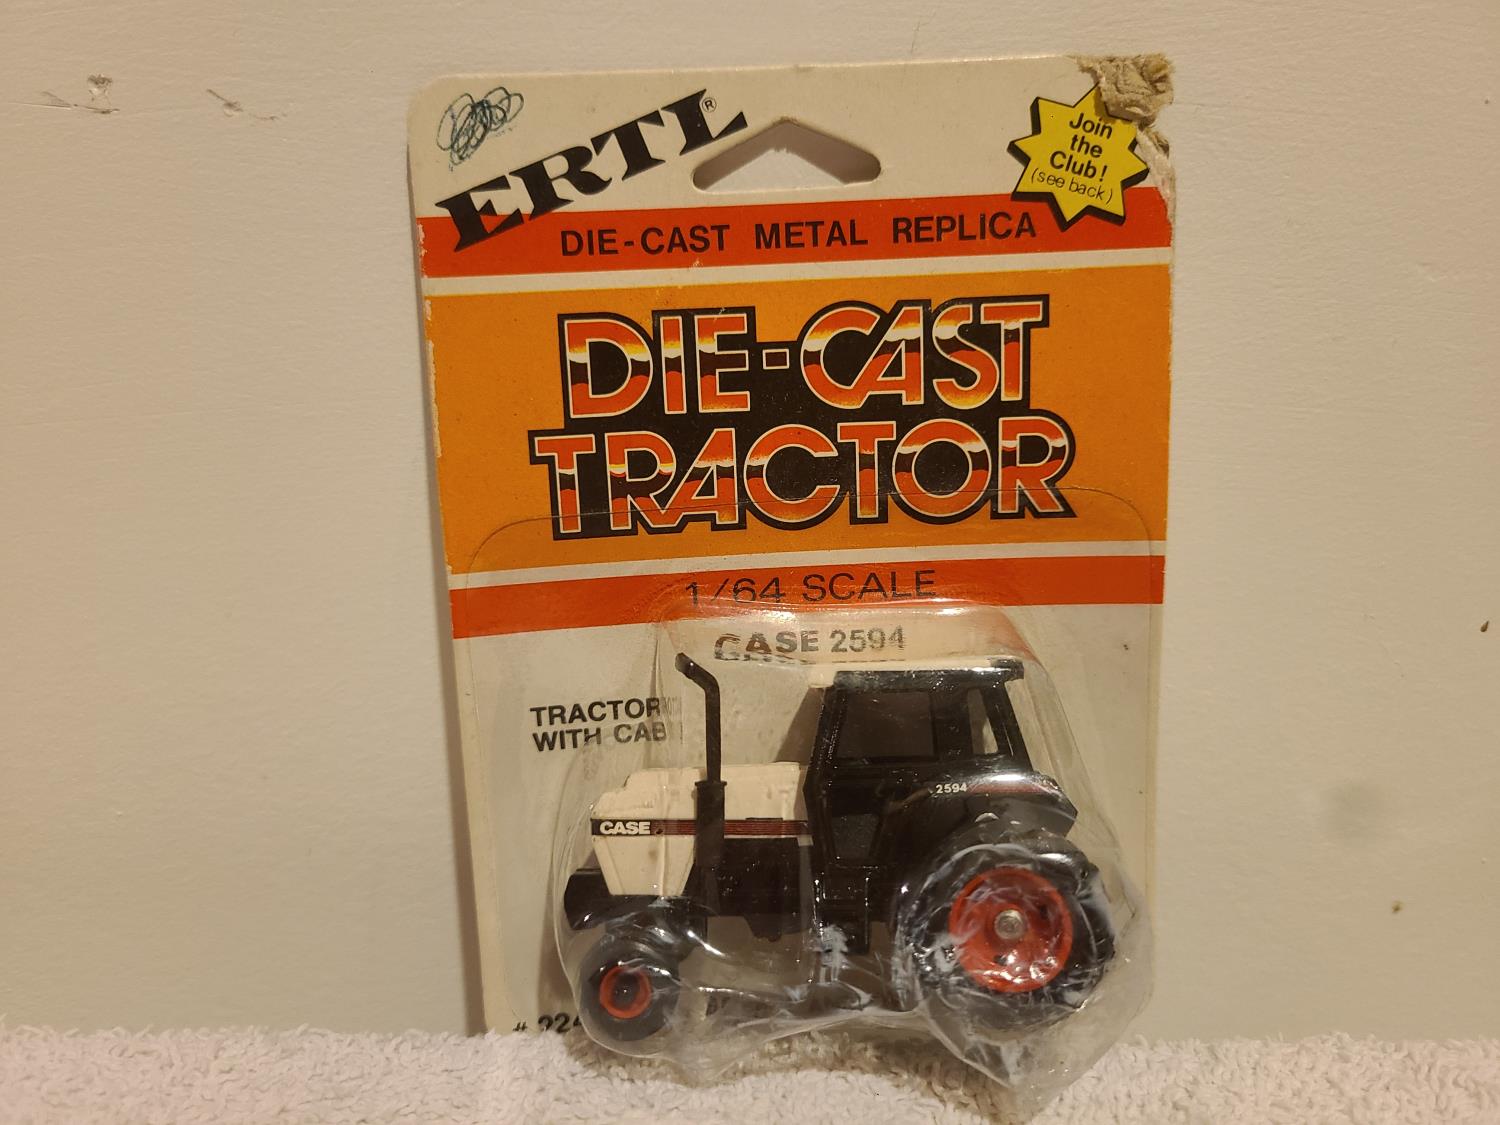 ERTL®
Join
the
Club!
(see back)
DIE-CAST METAL REPLICA
DIE-CAST
TRACTOR
1/64 SCALE
CASE 2594
TRACTOR
WITH CAB
2594
CASE